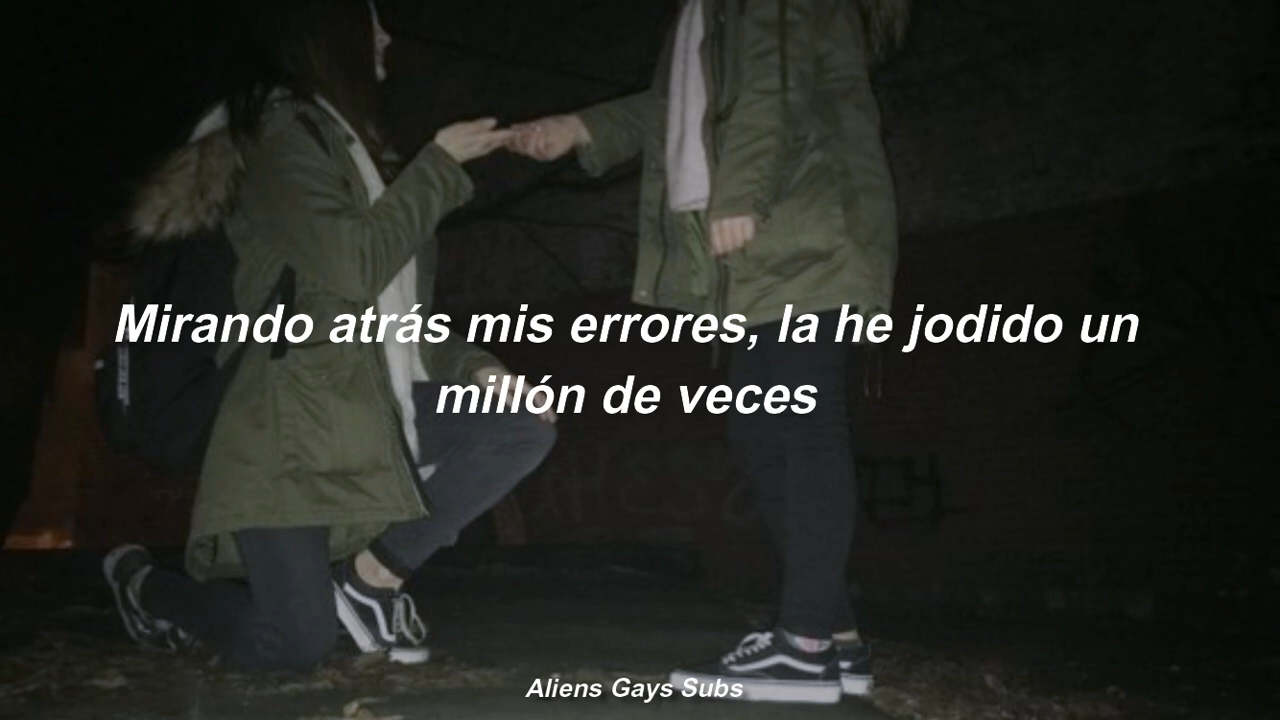 Mirando atrás mis errores, la he jodido un
millón de veces
Aliens Gays Subs